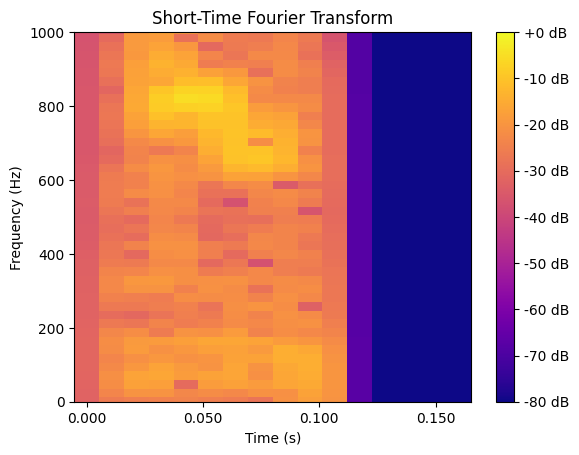 Short-Time Fourier Transform
1000
800
600
400
200
0
Frequency (Hz)
0.000
0.050
0.100
0.150
Time (s)
+0 dB
-10 dB
-20 dB
-30 dB
-40 dB
-50 dB
-60 dB
-70 dB
-80 dB